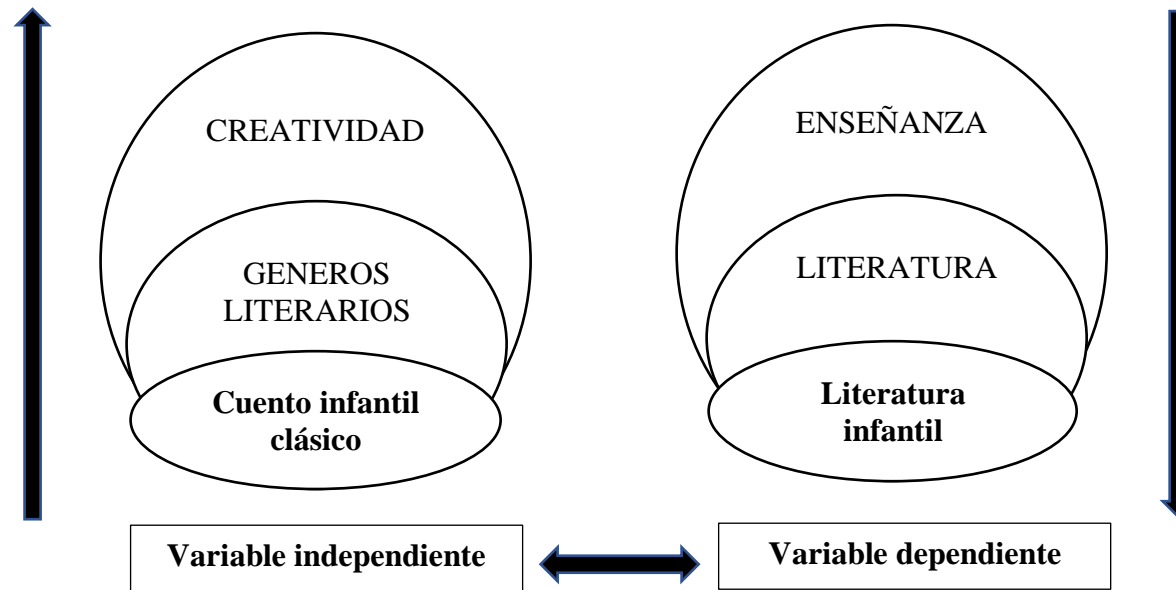 CREATIVIDAD
GENEROS
LITERARIOS
Cuento infantil
clásico
Variable independiente
ENSEÑANZA
LITERATURA
Literatura
infantil
Variable dependiente